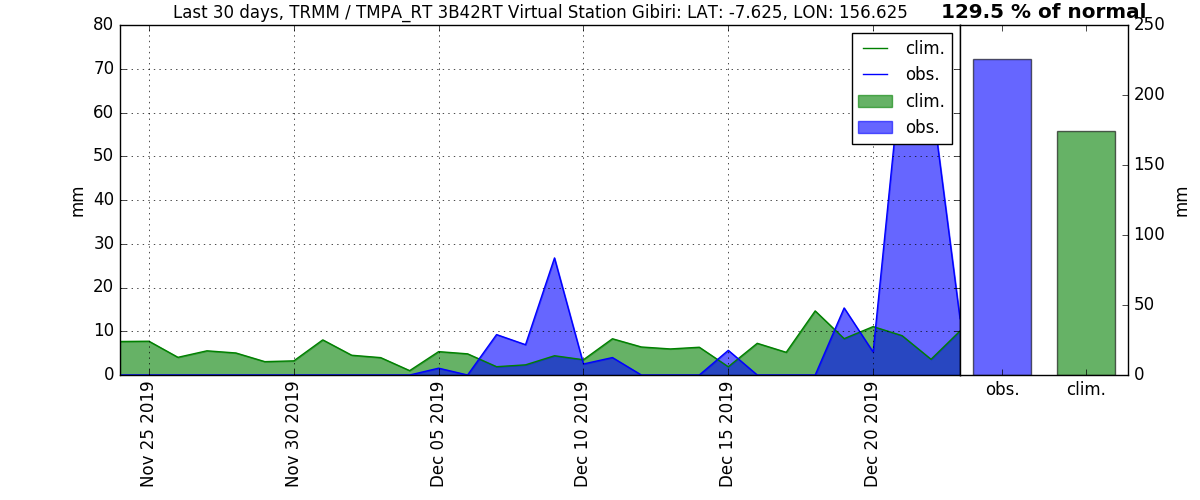 Last 30 days, TRMM / TMPA_RT 3B42RT Virtual Station Gibiri: LAT: -7.625, LON: 156.625
129.5 % of normal
80
70
60
50
40
30
20
10
0
mm
clim.
obs.
clim.
obs.
250
200
150
100
50
0
mm
Nov 25 2019
Nov 30 2019
Dec 05 2019
Dec 10 2019
Dec 15 2019
Dec 20 2019
obs.
clim.